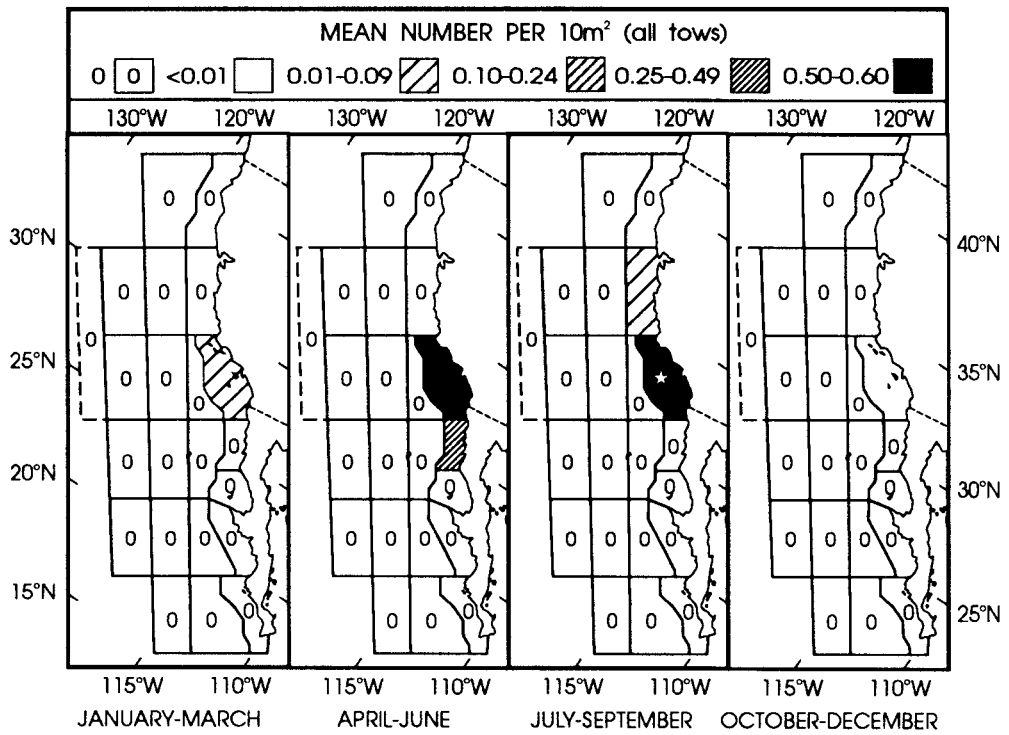 MEAN NUMBER PER 10m² (all tows)
0 0 <0.01 0.01-0.09 0.10-0.24 0.25-0.49 0.50-0.60
130°W 120°W 130°W 120°W 130°W 120°W 130°W 120°W
0 0 0 0 0 0 0 0
30°N 40°N
0 0 0 0 0 0 0 0 0 0 0
0 0
25°N 35°N
0 0 0 0 0 0 0 0
0 0 0 0
0 0 0
0 0 0 0 0 0 0 0 0 0 0 0
20°N 30°N
0 0 0 0
0 0 0 0 0 0 0 0 0 0 0 0 0 0 0 0
15°N 25°N
0 0 0 0
0 0 0 0 0 0 0 0
115°W 110°W 115°W 110°W 115°W 110°W 115°W 110°W
JANUARY-MARCH APRIL-JUNE JULY-SEPTEMBER OCTOBER-DECEMBER